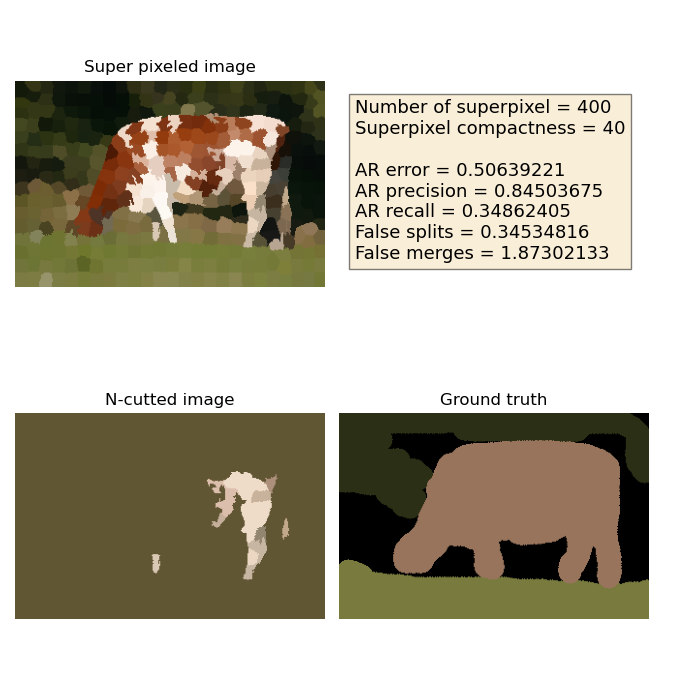 Super pixeled image
Number of superpixel = 400
Superpixel compactness = 40
AR error = 0.50639221
AR precision = 0.84503675
AR recall = 0.34862405
False splits = 0.34534816
False merges = 1.87302133
N-cutted image
Ground truth